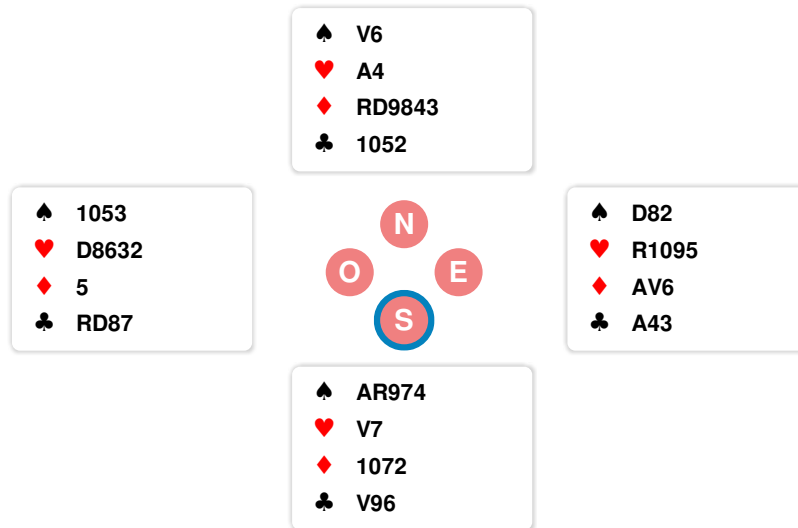 ♠ V6
♥ A4
♦ RD9843
♣ 1052
♠ 1053
♥ D8632
♦ 5
♣ RD87
N
O
E
S
♠ D82
♥ R1095
♦ AV6
♣ A43
♠ AR974
♥ V7
♦ 1072
♣ V96